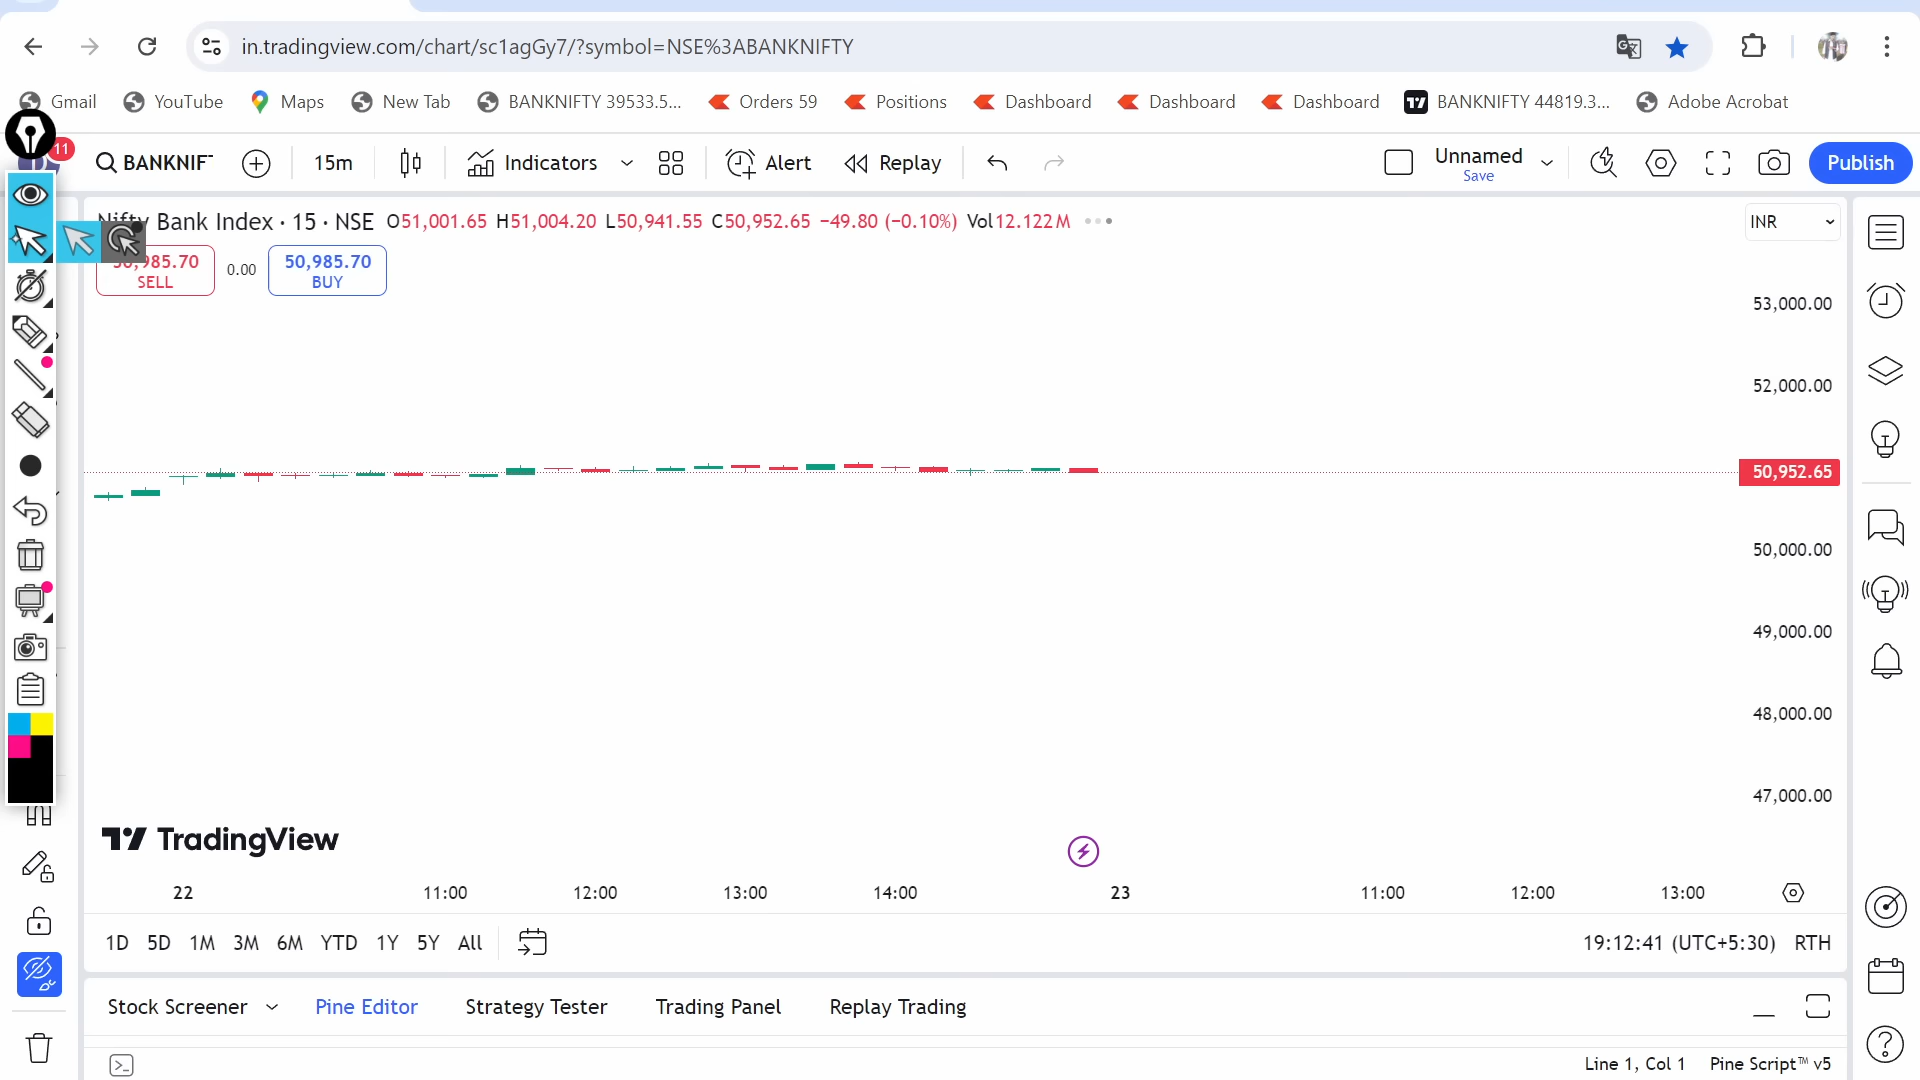 in.tradingview.com/chart/sc1agGy7/?symbol=NSE%3ABANKNIFTY
Gmail YouTube Maps New Tab BANKNIFTY 39533.5... Orders 59 Positions Dashboard Dashboard Dashboard BANKNIFTY 44819.3... Adobe Acrobat
11 BANKNIF 15m Indicators Alert Replay Unnamed Save Publish
Nifty Bank Index · 15 · NSE O51,001.65 H51,004.20 L50,941.55 C50,952.65 −49.80 (−0.10%) Vol12.122M INR
50,985.70 0.00 50,985.70
SELL BUY
53,000.00
52,000.00
50,952.65
50,000.00
49,000.00
48,000.00
47,000.00
TradingView
22 11:00 12:00 13:00 14:00 23 11:00 12:00 13:00
1D 5D 1M 3M 6M YTD 1Y 5Y All 19:12:41 (UTC+5:30) RTH
Stock Screener Pine Editor Strategy Tester Trading Panel Replay Trading
Line 1, Col 1 Pine Script™ v5